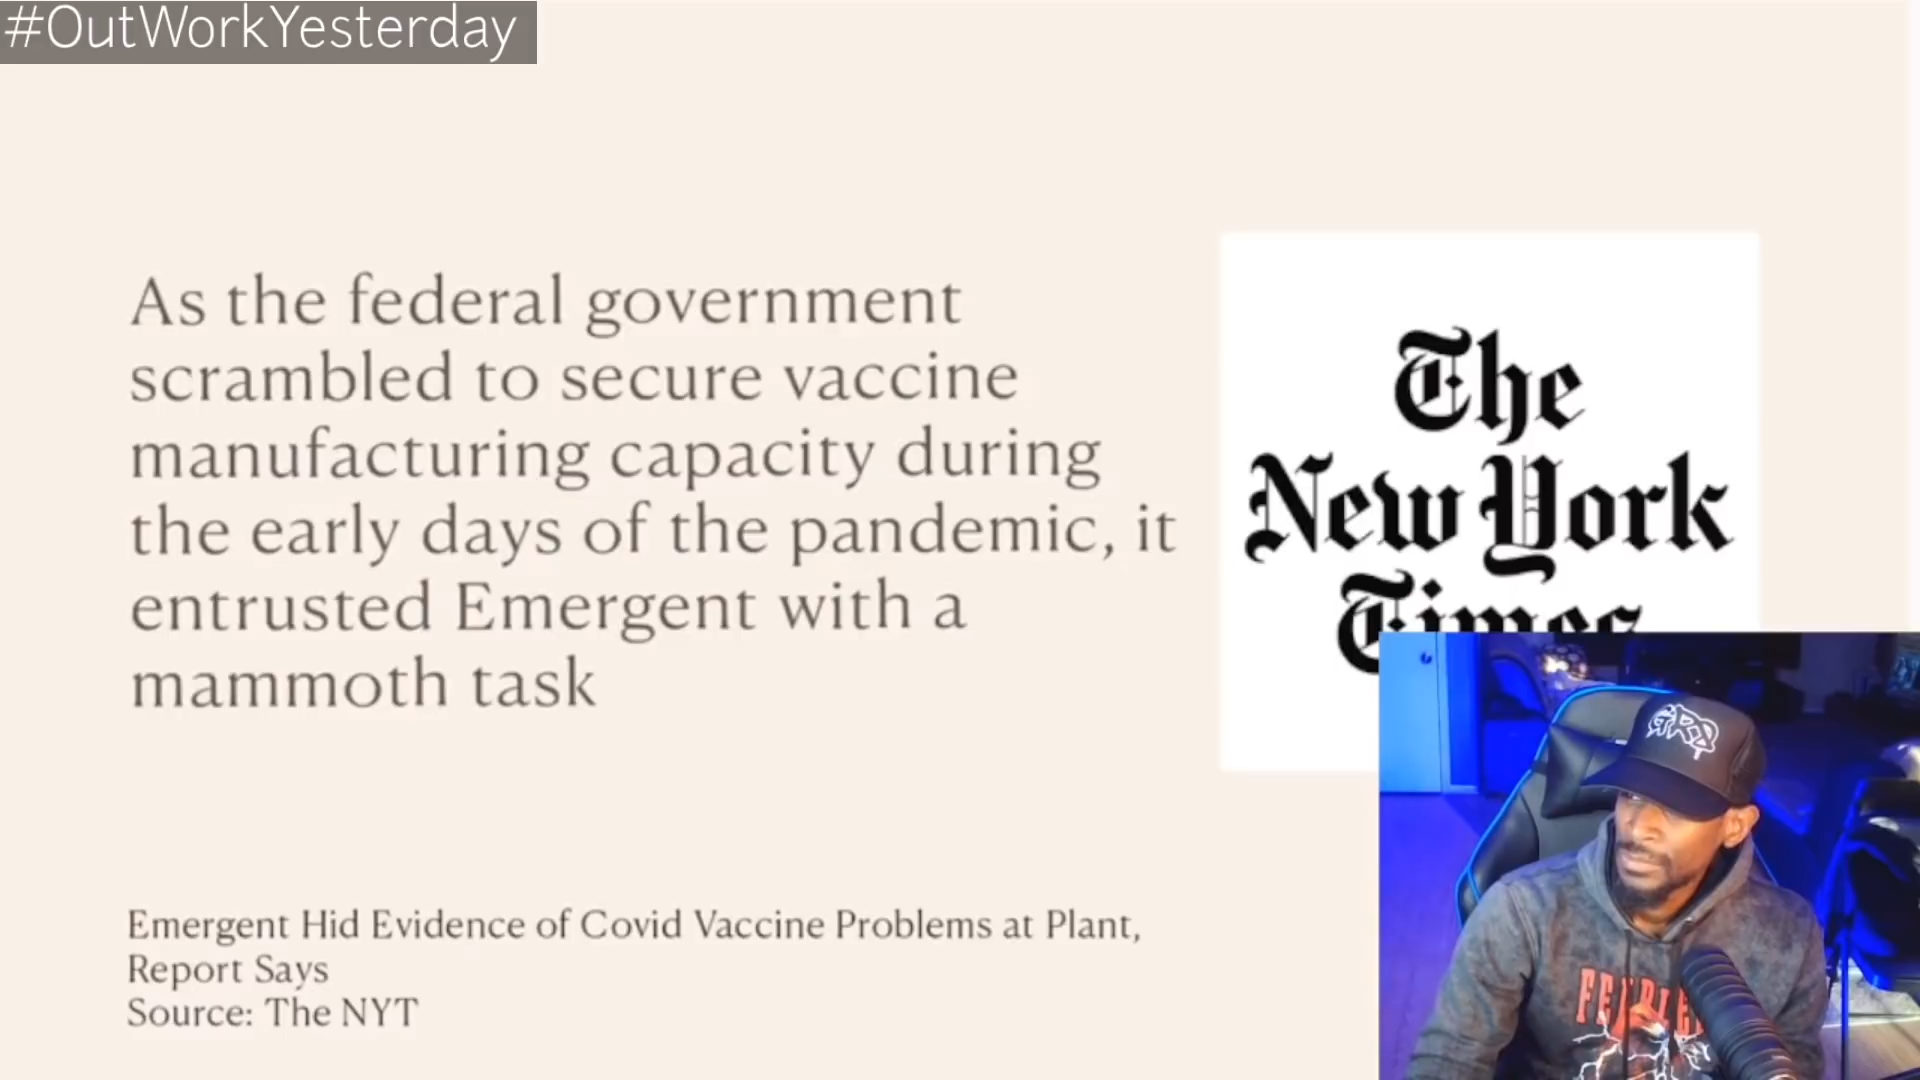 #OutWorkYesterday
As the federal government
scrambled to secure vaccine
manufacturing capacity during
the early days of the pandemic, it
entrusted Emergent with a
mammoth task
The
New York
Times
Emergent Hid Evidence of Covid Vaccine Problems at Plant,
Report Says
Source: The NYT
GRB